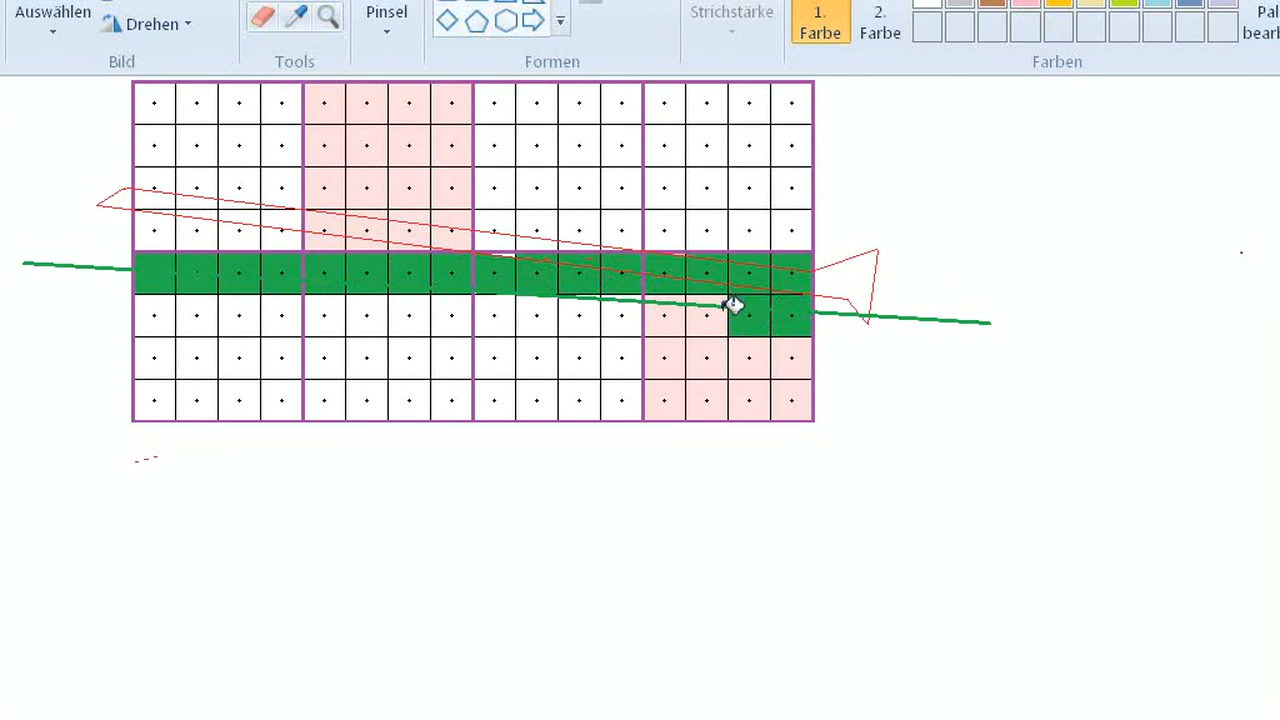 Auswählen
Drehen
Bild
Tools
Pinsel
Formen
Strichstärke
1.
Farbe
2.
Farbe
Farben